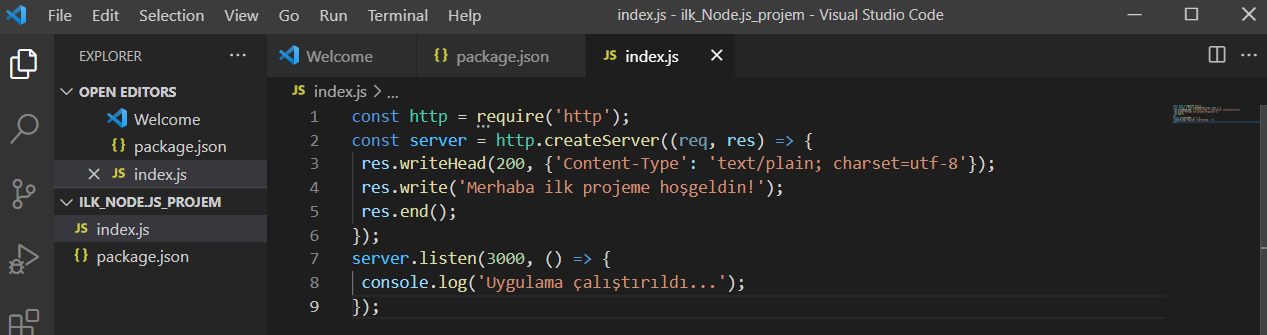 File Edit Selection View Go Run Terminal Help index.js - ilk_Node.js_projem - Visual Studio Code
EXPLORER ···
Welcome {} package.json JS index.js
OPEN EDITORS
Welcome
{} package.json
JS index.js
ILK_NODE.JS_PROJEM
JS index.js
{} package.json
JS index.js > ...
1 const http = require('http');
2 const server = http.createServer((req, res) => {
3 res.writeHead(200, {'Content-Type': 'text/plain; charset=utf-8'});
4 res.write('Merhaba ilk projeme hoşgeldin!');
5 res.end();
6 });
7 server.listen(3000, () => {
8 console.log('Uygulama çalıştırıldı...');
9 });